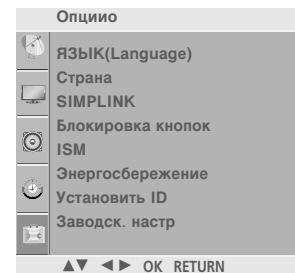 Опциио
ЯЗЫК(Language)
Страна
SIMPLINK
Блокировка кнопок
ISM
Энергосбережение
Установить ID
Заводск. настр
▲▼ ◄► OK RETURN